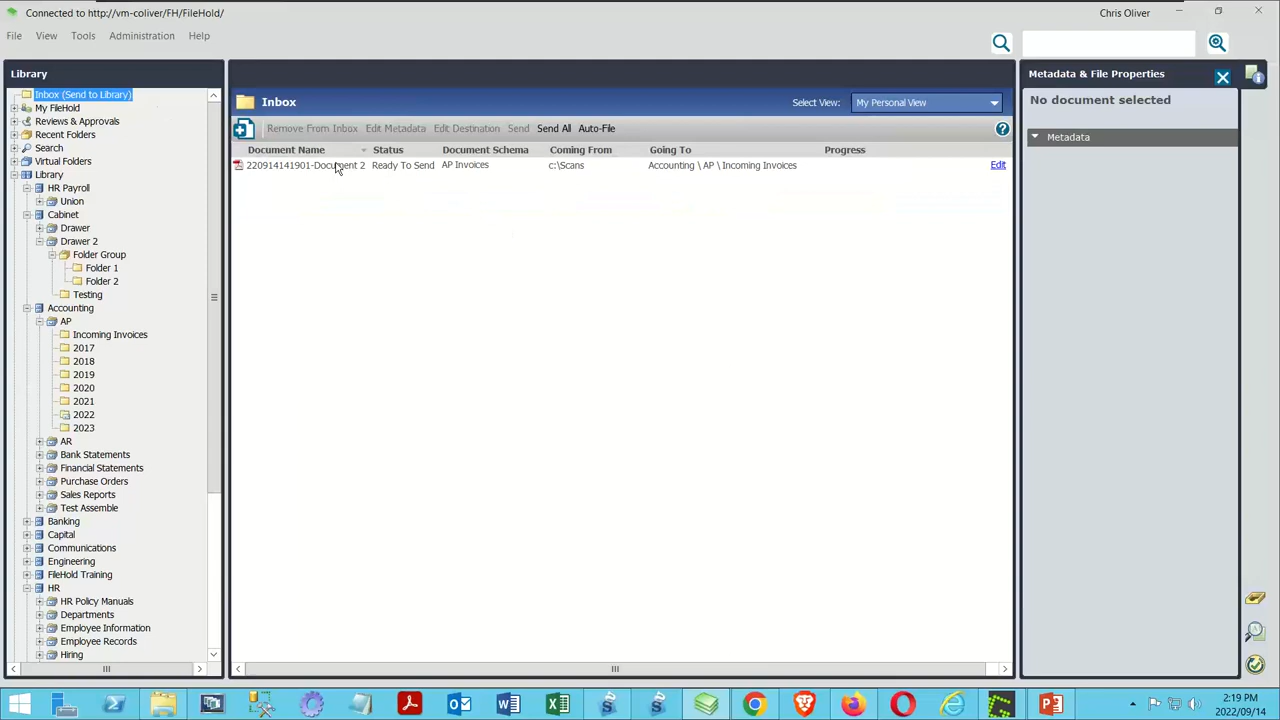 Connected to http://vm-coliver/FH/FileHold/
Chris Oliver
File View Tools Administration Help
Library
Inbox (Send to Library)
My FileHold
Reviews & Approvals
Recent Folders
Search
Virtual Folders
Library
HR Payroll
Union
Cabinet
Drawer
Drawer 2
Folder Group
Folder 1
Folder 2
Testing
Accounting
AP
Incoming Invoices
2017
2018
2019
2020
2021
2022
2023
AR
Bank Statements
Financial Statements
Purchase Orders
Sales Reports
Test Assemble
Banking
Capital
Communications
Engineering
FileHold Training
HR
HR Policy Manuals
Departments
Employee Information
Employee Records
Hiring
Inbox
Select View: My Personal View
Remove From Inbox Edit Metadata Edit Destination Send Send All Auto-File
Document Name Status Document Schema Coming From Going To Progress
220914141901-Document 2 Ready To Send AP Invoices c:\Scans Accounting \ AP \ Incoming Invoices Edit
Metadata & File Properties
No document selected
Metadata
2:19 PM
2022/09/14